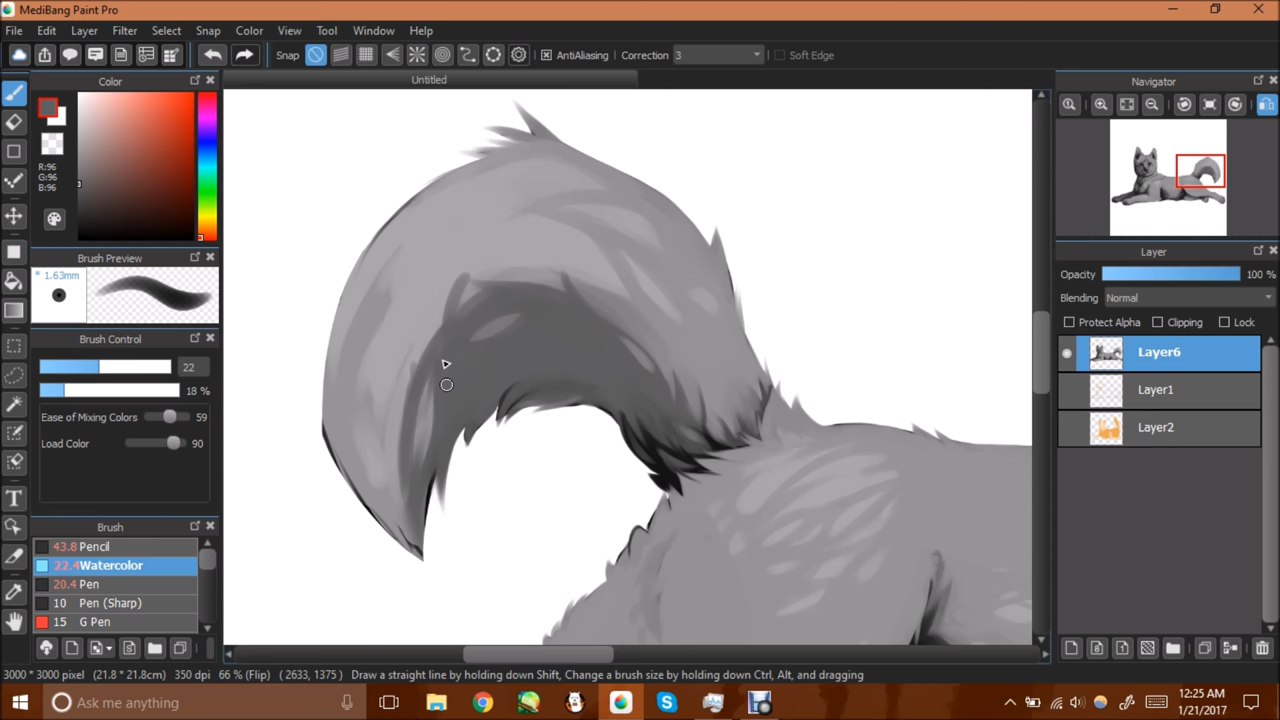 MediBang Paint Pro
File Edit Layer Filter Select Snap Color View Tool Window Help
Snap AntiAliasing Correction 3 Soft Edge
Color
Untitled
Navigator
R:96
G:96
B:96
Brush Preview
* 1.63mm
Brush Control
22
18 %
Ease of Mixing Colors 59
Load Color 90
Brush
43.8 Pencil
22.4 Watercolor
20.4 Pen
10 Pen (Sharp)
15 G Pen
Layer
Opacity 100 %
Blending Normal
Protect Alpha Clipping Lock
Layer6
Layer1
Layer2
3000 * 3000 pixel (21.8 * 21.8cm) 350 dpi 66 % (Flip) ( 2633, 1375 ) Draw a straight line by holding down Shift, Change a brush size by holding down Ctrl, Alt, and dragging
Ask me anything
12:25 AM
1/21/2017